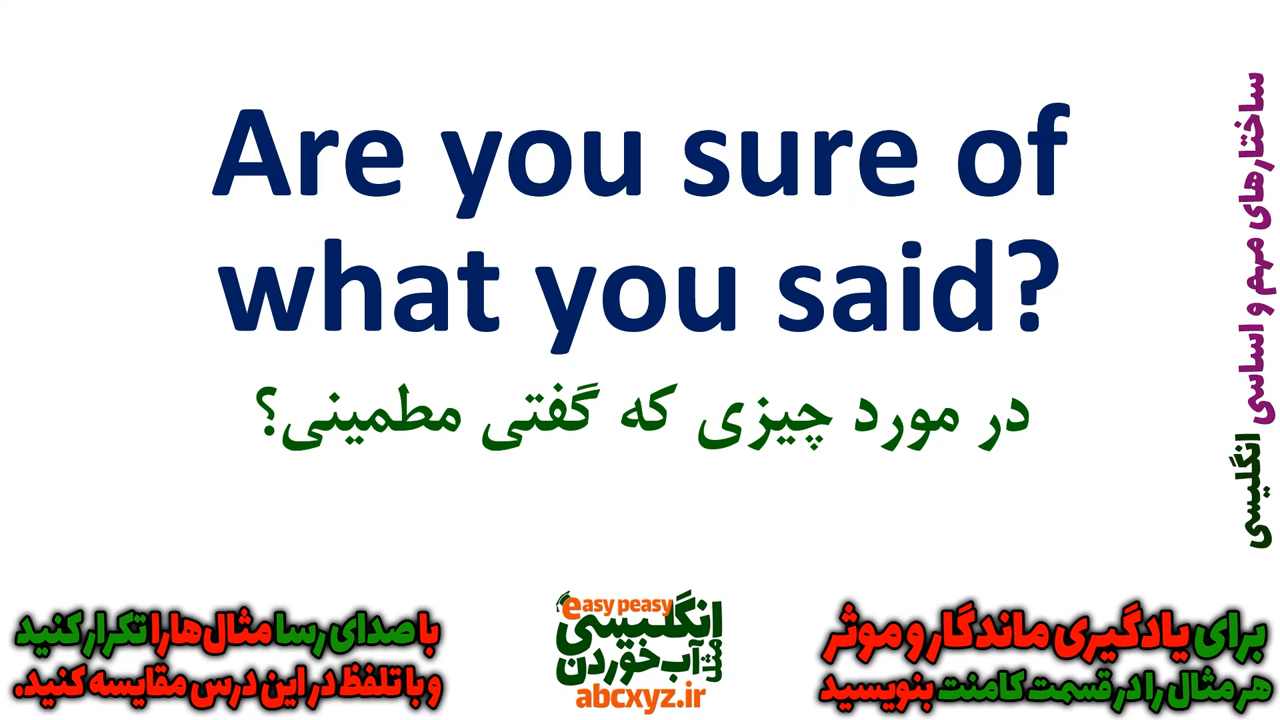 Are you sure of
what you said?
در مورد چیزی که گفتی مطمینی؟
ساختارهای مهم و اساسی انگلیسی
با صدای رسا مثال‌ها را تکرار کنید
و با تلفظ در این درس مقایسه کنید.
easy peasy
انگلیسی
مثل آب خوردن
abcxyz.ir
برای یادگیری ماندگار و موثر
هر مثال را در قسمت کامنت بنویسید